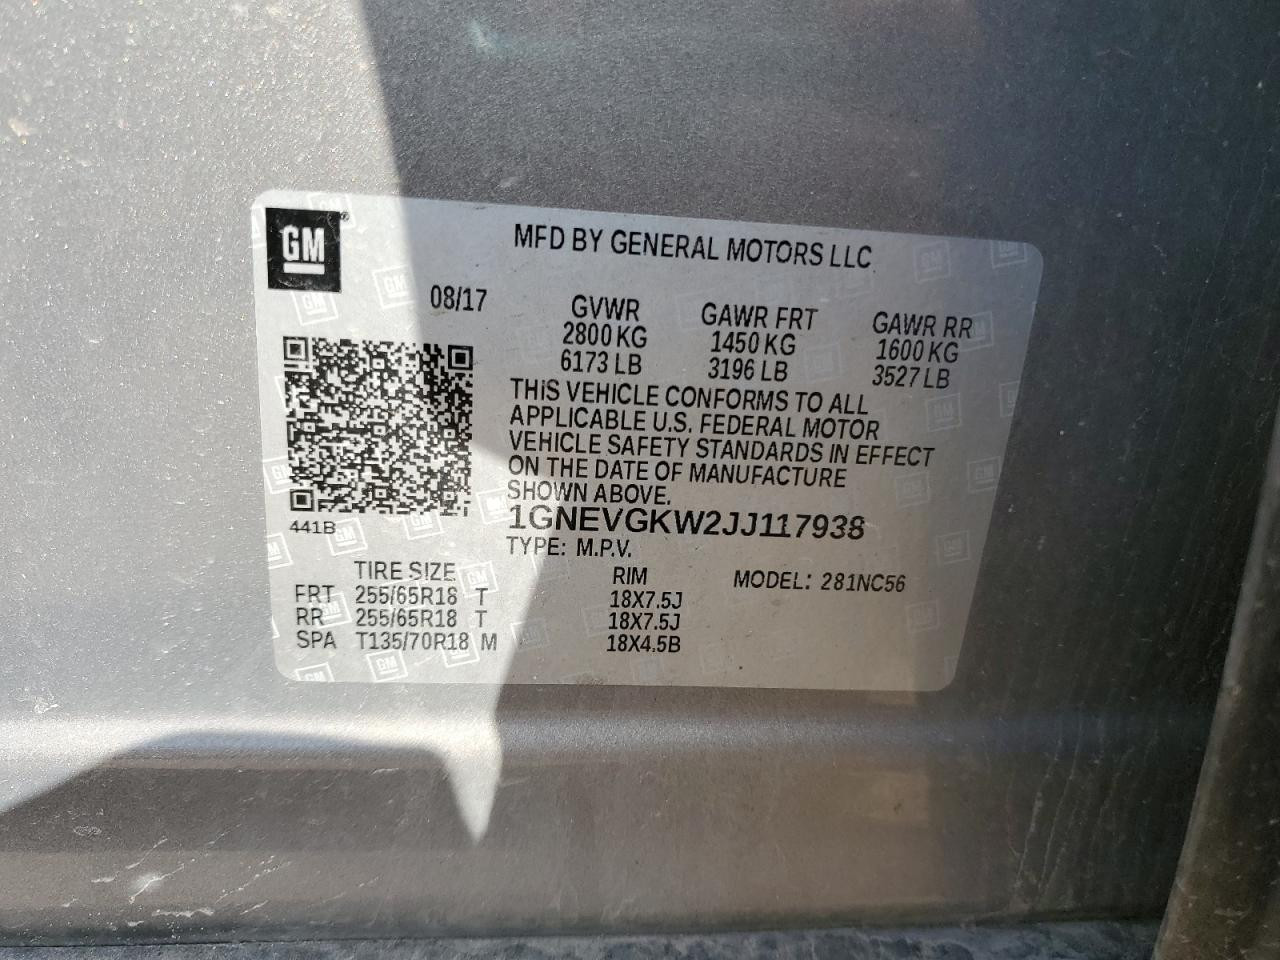 GM®
MFD BY GENERAL MOTORS LLC
08/17
GVWR GAWR FRT GAWR RR
2800 KG 1450 KG 1600 KG
6173 LB 3196 LB 3527 LB
THIS VEHICLE CONFORMS TO ALL
APPLICABLE U.S. FEDERAL MOTOR
VEHICLE SAFETY STANDARDS IN EFFECT
ON THE DATE OF MANUFACTURE
SHOWN ABOVE.
441B
1GNEVGKW2JJ117938
TYPE: M.P.V.
TIRE SIZE RIM MODEL: 281NC56
FRT 255/65R18 T 18X7.5J
RR 255/65R18 T 18X7.5J
SPA T135/70R18 M 18X4.5B